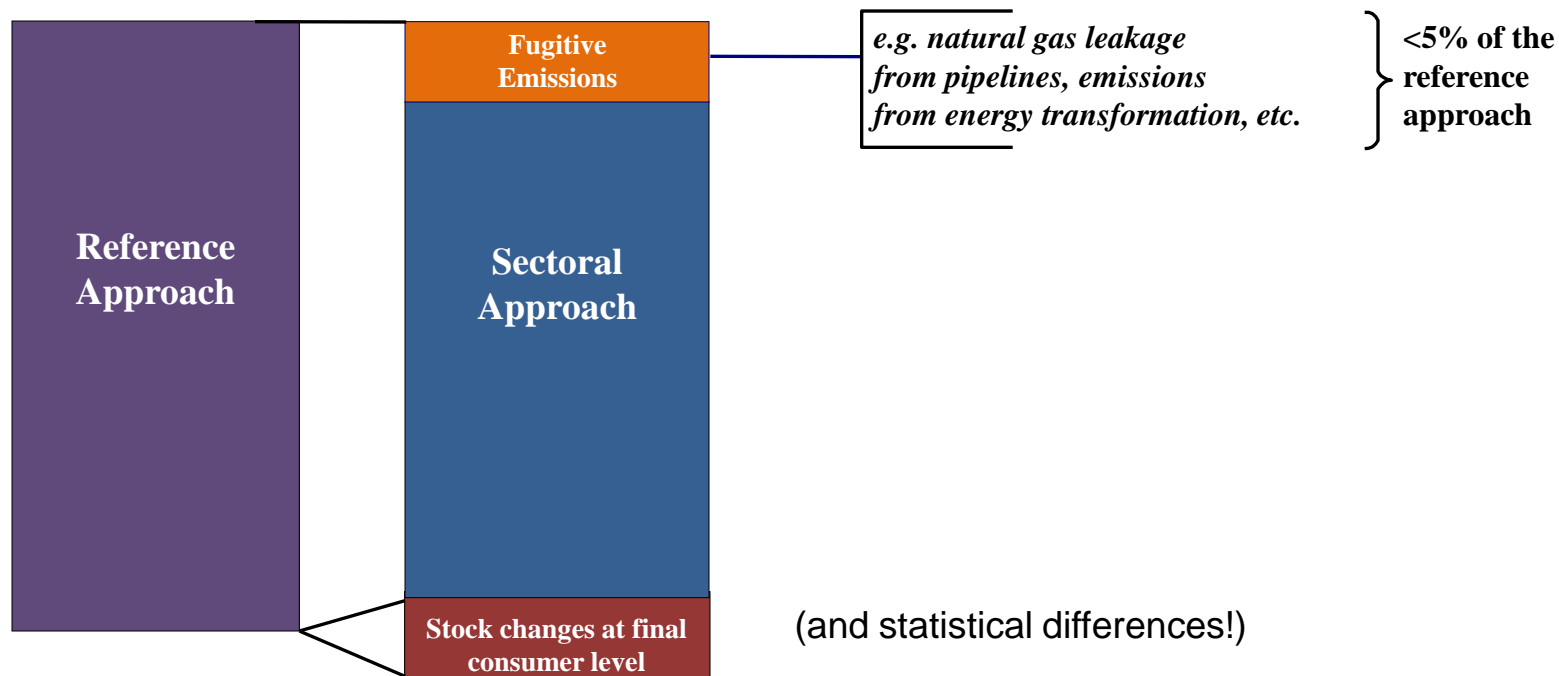 Reference
Approach
Fugitive
Emissions
Sectoral
Approach
Stock changes at final
consumer level
e.g. natural gas leakage
from pipelines, emissions
from energy transformation, etc.
<5% of the
reference
approach
(and statistical differences!)